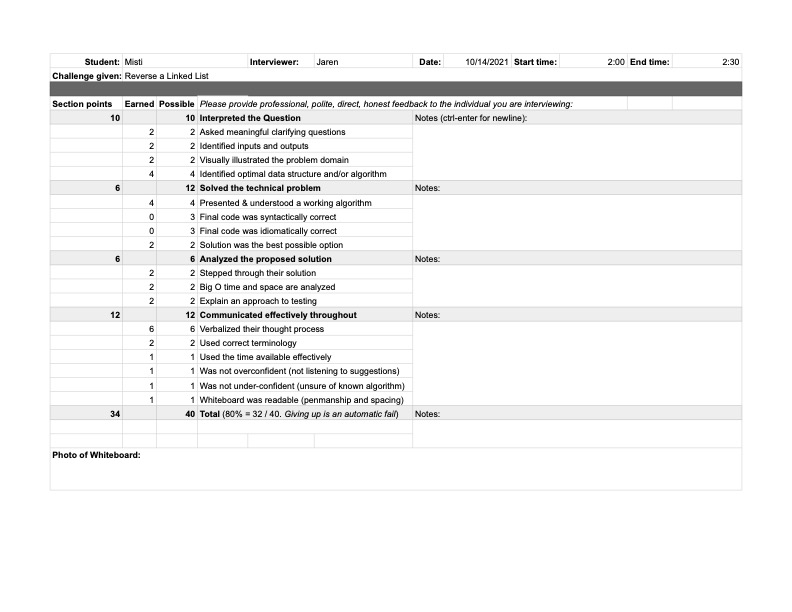 Student: Misti Interviewer: Jaren Date: 10/14/2021 Start time: 2:00 End time: 2:30
Challenge given: Reverse a Linked List
Section points Earned Possible Please provide professional, polite, direct, honest feedback to the individual you are interviewing:
10 10 Interpreted the Question Notes (ctrl-enter for newline):
2 2 Asked meaningful clarifying questions
2 2 Identified inputs and outputs
2 2 Visually illustrated the problem domain
4 4 Identified optimal data structure and/or algorithm
6 12 Solved the technical problem Notes:
4 4 Presented & understood a working algorithm
0 3 Final code was syntactically correct
0 3 Final code was idiomatically correct
2 2 Solution was the best possible option
6 6 Analyzed the proposed solution Notes:
2 2 Stepped through their solution
2 2 Big O time and space are analyzed
2 2 Explain an approach to testing
12 12 Communicated effectively throughout Notes:
6 6 Verbalized their thought process
2 2 Used correct terminology
1 1 Used the time available effectively
1 1 Was not overconfident (not listening to suggestions)
1 1 Was not under-confident (unsure of known algorithm)
1 1 Whiteboard was readable (penmanship and spacing)
34 40 Total (80% = 32 / 40. Giving up is an automatic fail) Notes:
Photo of Whiteboard: